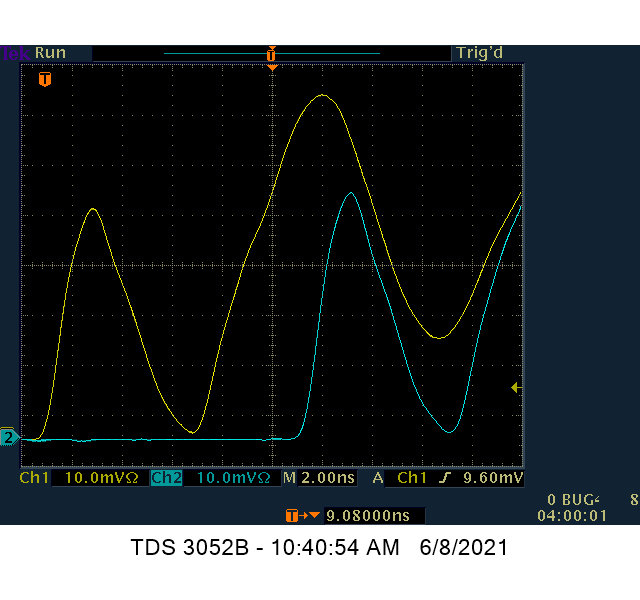 Tek Run Trig'd
T
2
Ch1 10.0mVΩ Ch2 10.0mVΩ M 2.00ns A Ch1 9.60mV
T 9.08000ns
0 BUG 8
04:00:01
TDS 3052B - 10:40:54 AM 6/8/2021